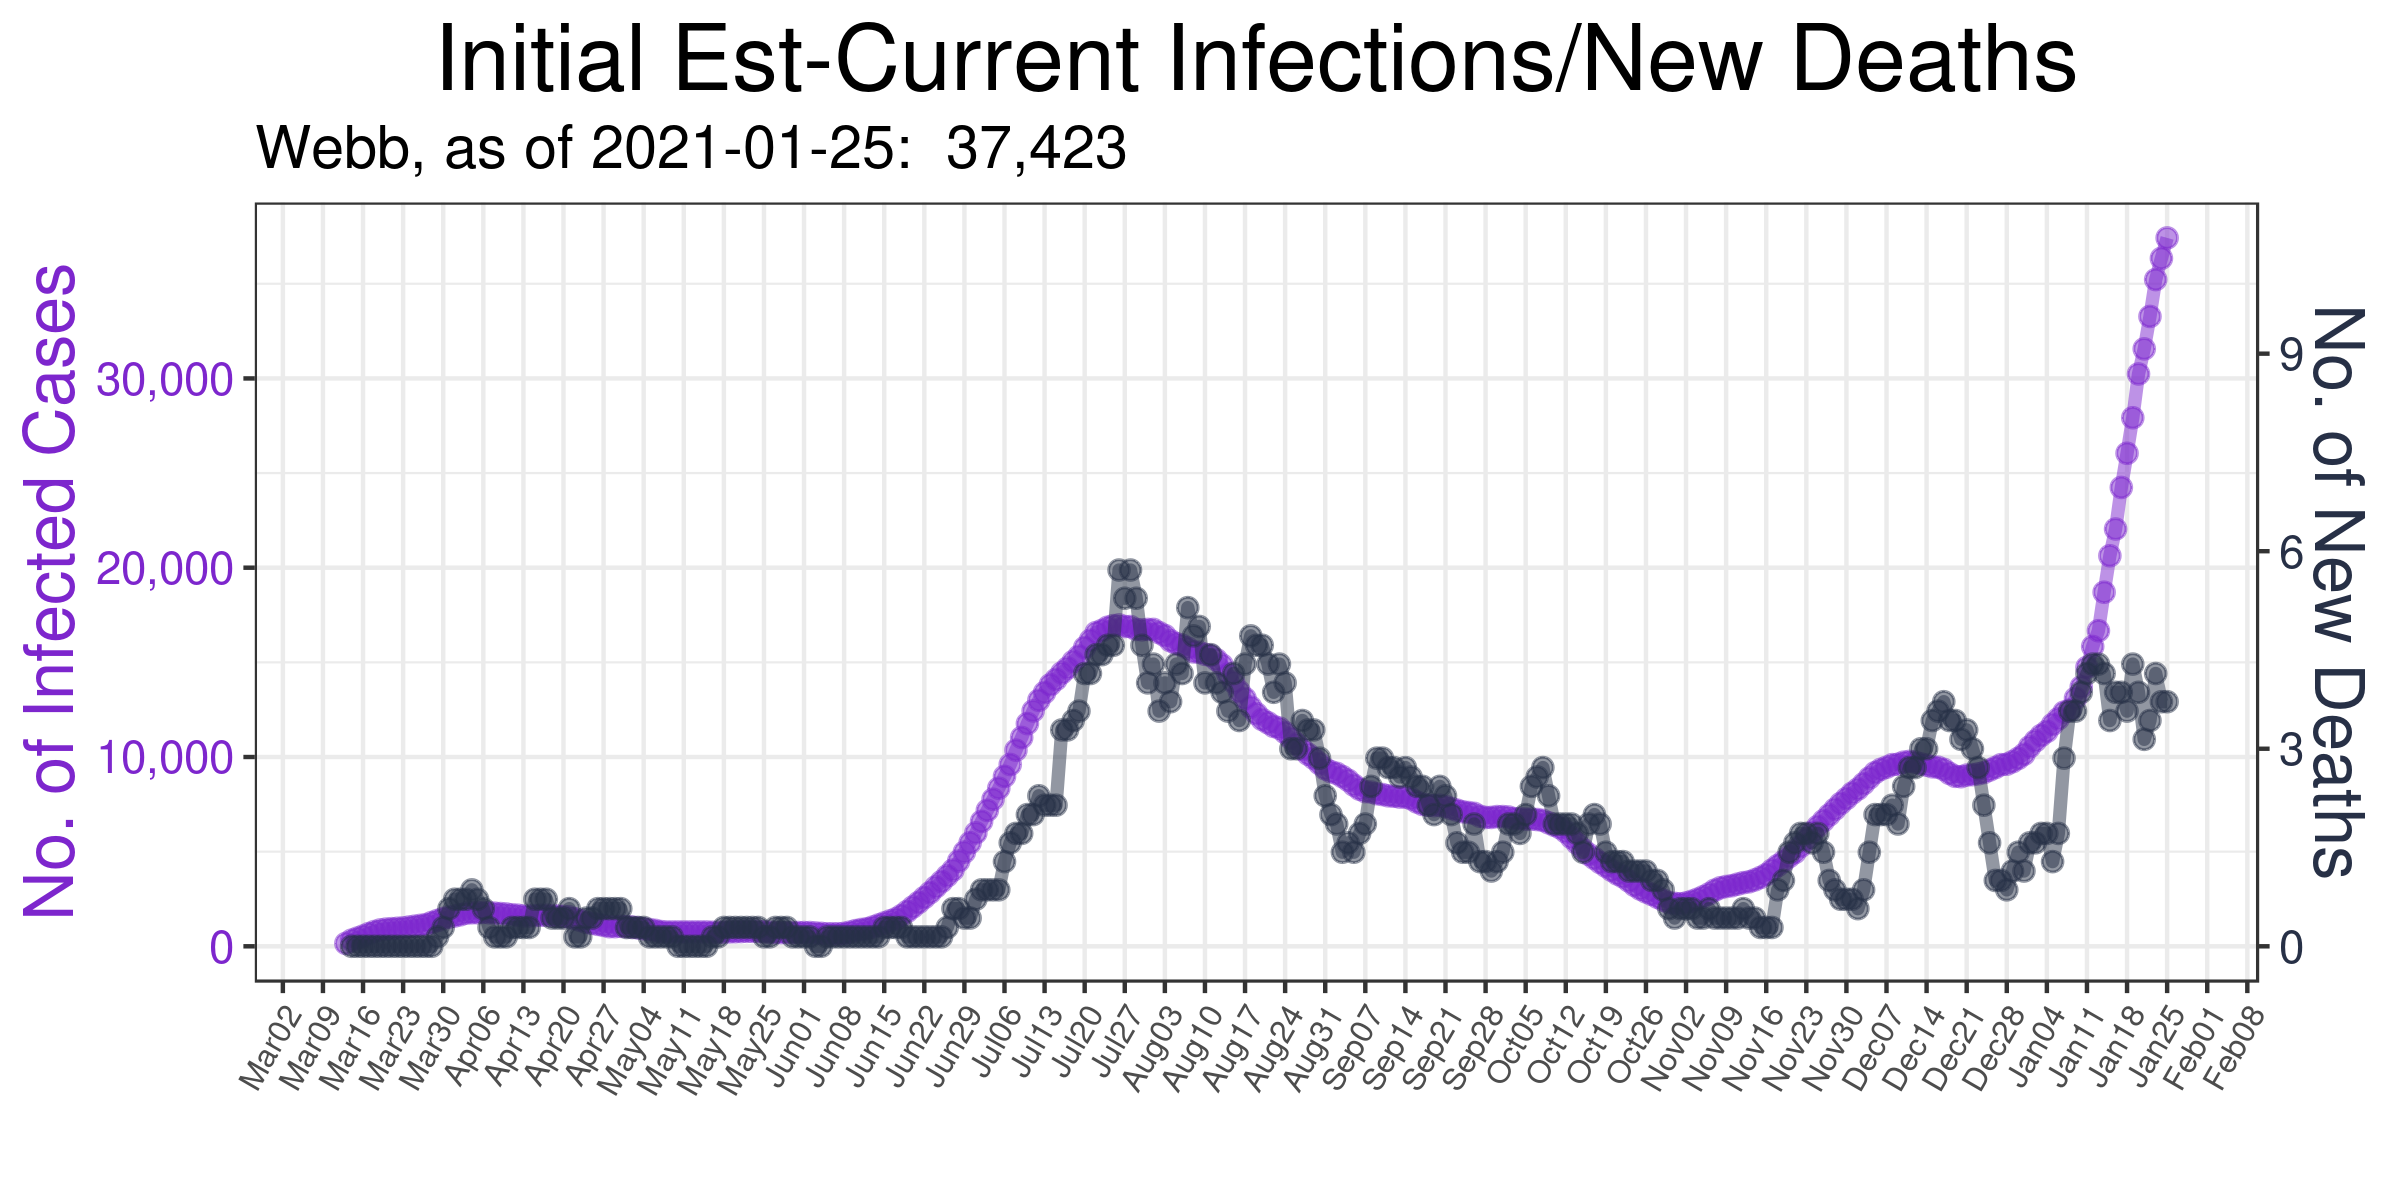 Initial Est-Current Infections/New Deaths
Webb, as of 2021-01-25:  37,423
No. of Infected Cases
30,000
20,000
10,000
0
9
6
3
0
No. of New Deaths
Mar02
Mar09
Mar16
Mar23
Mar30
Apr06
Apr13
Apr20
Apr27
May04
May11
May18
May25
Jun01
Jun08
Jun15
Jun22
Jun29
Jul06
Jul13
Jul20
Jul27
Aug03
Aug10
Aug17
Aug24
Aug31
Sep07
Sep14
Sep21
Sep28
Oct05
Oct12
Oct19
Oct26
Nov02
Nov09
Nov16
Nov23
Nov30
Dec07
Dec14
Dec21
Dec28
Dec04
Jan11
Jan18
Jan25
Feb01
Feb08